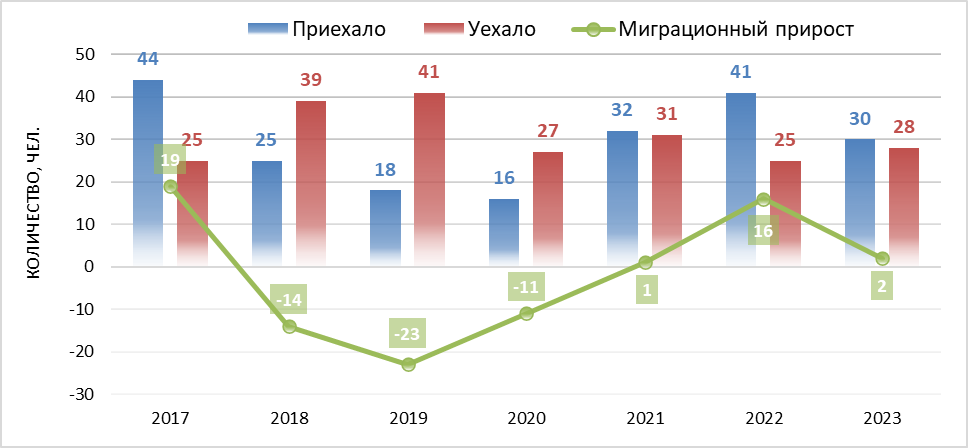 Приехало Уехало Миграционный прирост
КОЛИЧЕСТВО, ЧЕЛ.
50
40
30
20
10
0
-10
-20
-30
44 25 18 16 32 41 30
25 39 41 27 31 25 28
19 -14 -23 -11 1 16 2
2017 2018 2019 2020 2021 2022 2023